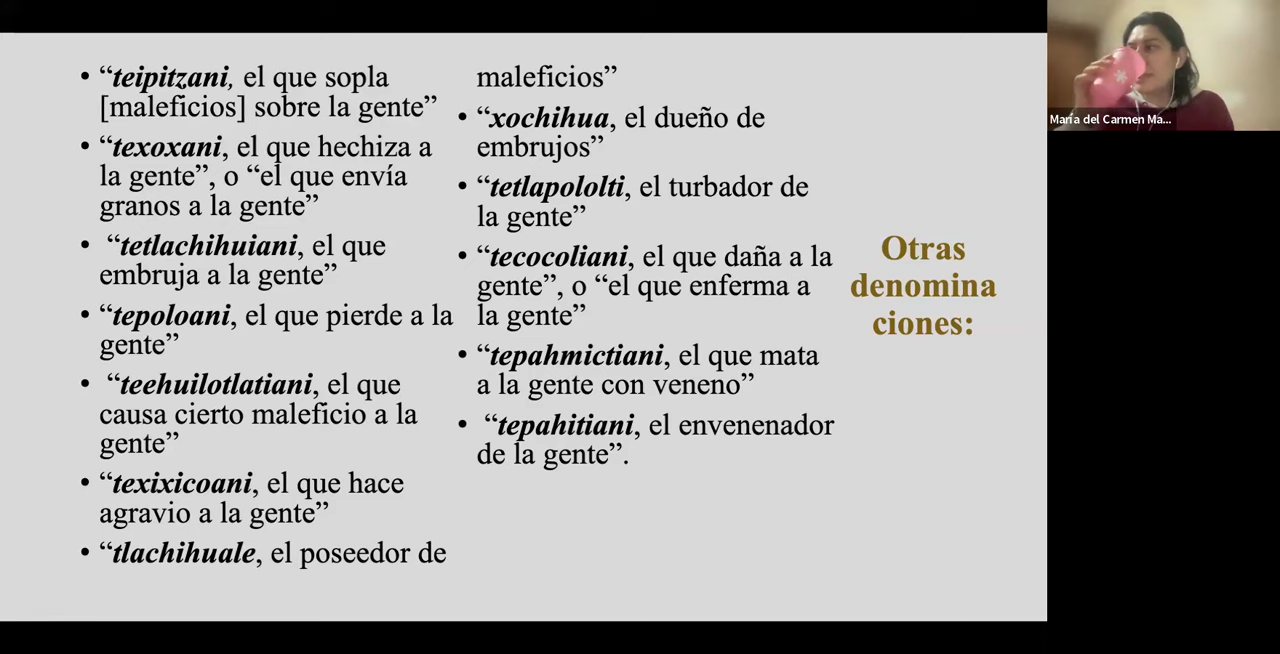 • “teipitzani, el que sopla
[maleficios] sobre la gente”
• “texoxani, el que hechiza a
la gente”, o “el que envía
granos a la gente”
• “tetlachihuiani, el que
embruja a la gente”
• “tepoloani, el que pierde a la
gente”
• “teehuilotlatiani, el que
causa cierto maleficio a la
gente”
• “texixicoani, el que hace
agravio a la gente”
• “tlachihuale, el poseedor de
maleficios”
• “xochihua, el dueño de
embrujos”
• “tetlapololti, el turbador de
la gente”
• “tecocoliani, el que daña a la
gente”, o “el que enferma a
la gente”
• “tepahmictiani, el que mata
a la gente con veneno”
• “tepahitiani, el envenenador
de la gente”.
Otras
denomina
ciones:
María del Carmen Ma...